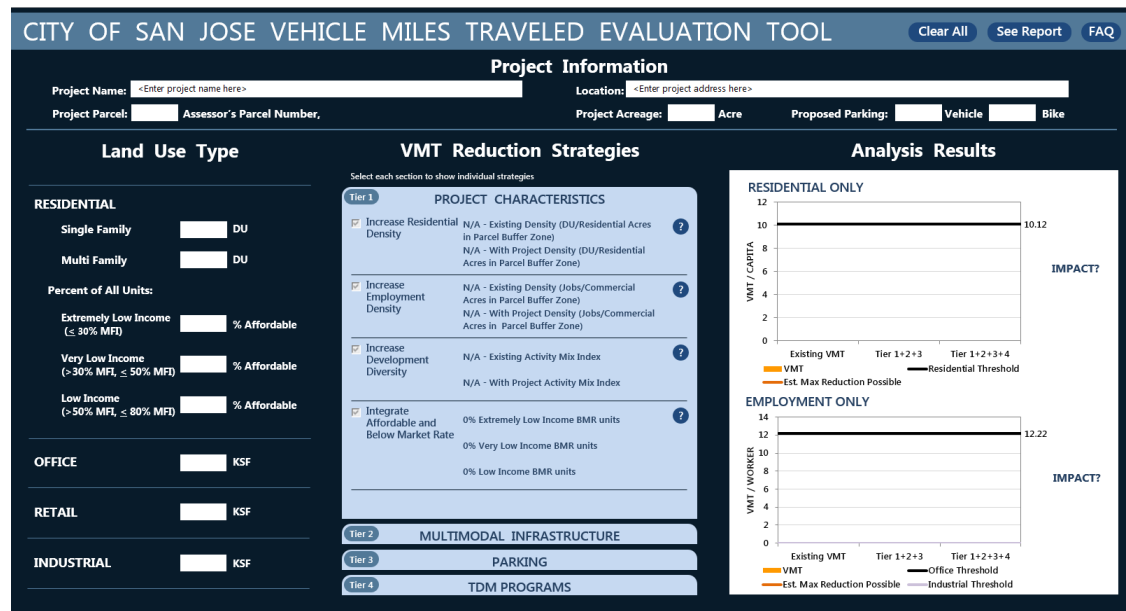 CITY OF SAN JOSE VEHICLE MILES TRAVELED EVALUATION TOOL
Clear All
See Report
FAQ
Project Information
Project Name: <Enter project name here>
Location: <Enter project address here>
Project Parcel: Assessor's Parcel Number,
Project Acreage: Acre
Proposed Parking: Vehicle Bike
Land Use Type
RESIDENTIAL
Single Family DU
Multi Family DU
Percent of All Units:
Extremely Low Income
(≤ 30% MFI)
% Affordable
Very Low Income
(>30% MFI, ≤ 50% MFI)
% Affordable
Low Income
(>50% MFI, ≤ 80% MFI)
% Affordable
OFFICE KSF
RETAIL KSF
INDUSTRIAL KSF
VMT Reduction Strategies
Select each section to show individual strategies
Tier 1 PROJECT CHARACTERISTICS
Increase Residential
Density
N/A - Existing Density (DU/Residential Acres
in Parcel Buffer Zone)
N/A - With Project Density (DU/Residential
Acres in Parcel Buffer Zone)
?
Increase
Employment
Density
N/A - Existing Density (Jobs/Commercial
Acres in Parcel Buffer Zone)
N/A - With Project Density (Jobs/Commercial
Acres in Parcel Buffer Zone)
?
Increase
Development
Diversity
N/A - Existing Activity Mix Index
N/A - With Project Activity Mix Index
?
Integrate
Affordable and
Below Market Rate
0% Extremely Low Income BMR units
0% Very Low Income BMR units
0% Low Income BMR units
?
Tier 2 MULTIMODAL INFRASTRUCTURE
Tier 3 PARKING
Tier 4 TDM PROGRAMS
Analysis Results
RESIDENTIAL ONLY
VMT / CAPITA
12
10
8
6
4
2
0
10.12
IMPACT?
Existing VMT Tier 1+2+3 Tier 1+2+3+4
VMT Residential Threshold
Est. Max Reduction Possible
EMPLOYMENT ONLY
VMT / WORKER
14
12
10
8
6
4
2
0
12.22
IMPACT?
Existing VMT Tier 1+2+3 Tier 1+2+3+4
VMT Office Threshold
Est. Max Reduction Possible Industrial Threshold